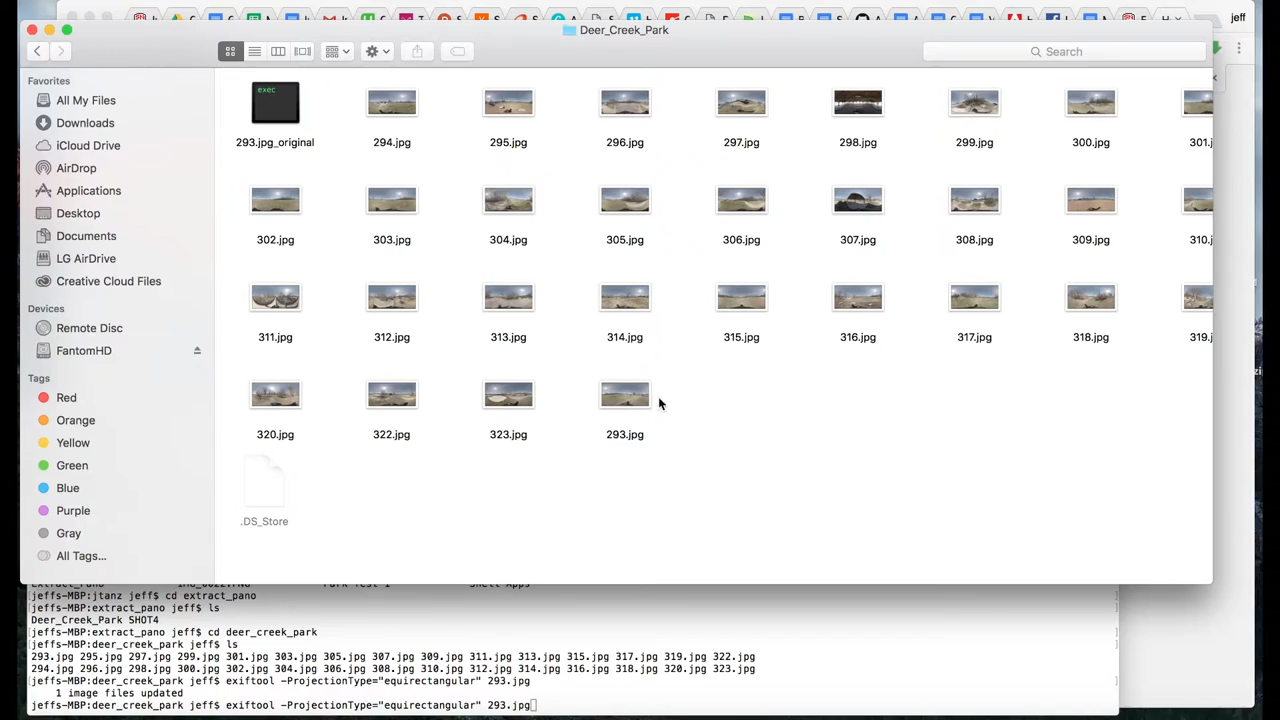 jeff
Deer_Creek_Park
Search
Favorites
All My Files
Downloads
iCloud Drive
AirDrop
Applications
Desktop
Documents
LG AirDrive
Creative Cloud Files
Devices
Remote Disc
FantomHD
Tags
Red
Orange
Yellow
Green
Blue
Purple
Gray
All Tags...
exec
293.jpg_original 294.jpg 295.jpg 296.jpg 297.jpg 298.jpg 299.jpg 300.jpg 301.j
302.jpg 303.jpg 304.jpg 305.jpg 306.jpg 307.jpg 308.jpg 309.jpg 310.j
311.jpg 312.jpg 313.jpg 314.jpg 315.jpg 316.jpg 317.jpg 318.jpg 319.j
320.jpg 322.jpg 323.jpg 293.jpg
.DS_Store
[jeffs-MBP:jtanz jeff$ cd extract_pano ]
[jeffs-MBP:extract_pano jeff$ ls ]
Deer_Creek_Park SHOT4
[jeffs-MBP:extract_pano jeff$ cd deer_creek_park ]
[jeffs-MBP:deer_creek_park jeff$ ls ]
293.jpg 295.jpg 297.jpg 299.jpg 301.jpg 303.jpg 305.jpg 307.jpg 309.jpg 311.jpg 313.jpg 315.jpg 317.jpg 319.jpg 322.jpg
294.jpg 296.jpg 298.jpg 300.jpg 302.jpg 304.jpg 306.jpg 308.jpg 310.jpg 312.jpg 314.jpg 316.jpg 318.jpg 320.jpg 323.jpg
[jeffs-MBP:deer_creek_park jeff$ exiftool -ProjectionType="equirectangular" 293.jpg ]
1 image files updated
jeffs-MBP:deer_creek_park jeff$ exiftool -ProjectionType="equirectangular" 293.jpg